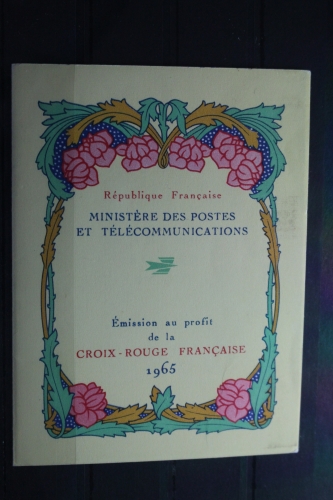 République Française
MINISTÈRE DES POSTES
ET TÉLÉCOMMUNICATIONS
Émission au profit
de la
CROIX-ROUGE FRANÇAISE
1965